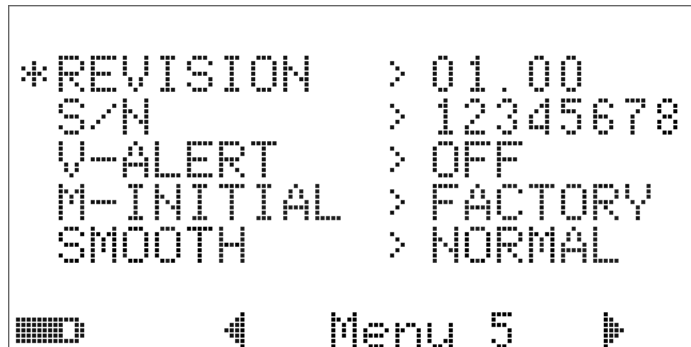 *REVISION > 01.00
S/N > 12345678
V-ALERT > OFF
M-INITIAL > FACTORY
SMOOTH > NORMAL
Menu 5